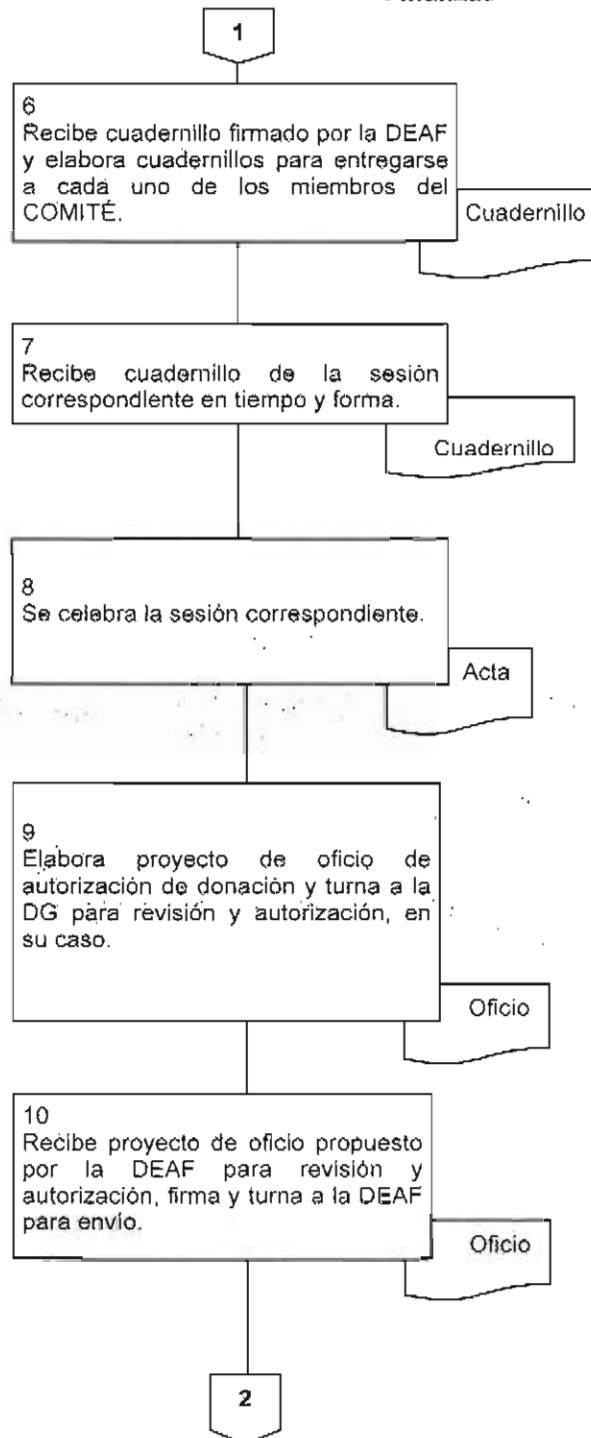 1
6
Recibe cuadernillo firmado por la DEAF
y elabora cuadernillos para entregarse
a cada uno de los miembros del
COMITÉ.
Cuadernillo
7
Recibe cuadernillo de la sesión
correspondiente en tiempo y forma.
Cuadernillo
8
Se celebra la sesión correspondiente.
Acta
9
Elabora proyecto de oficio de
autorización de donación y turna a la
DG para revisión y autorización, en
su caso.
Oficio
10
Recibe proyecto de oficio propuesto
por la DEAF para revisión y
autorización, firma y turna a la DEAF
para envío.
Oficio
2